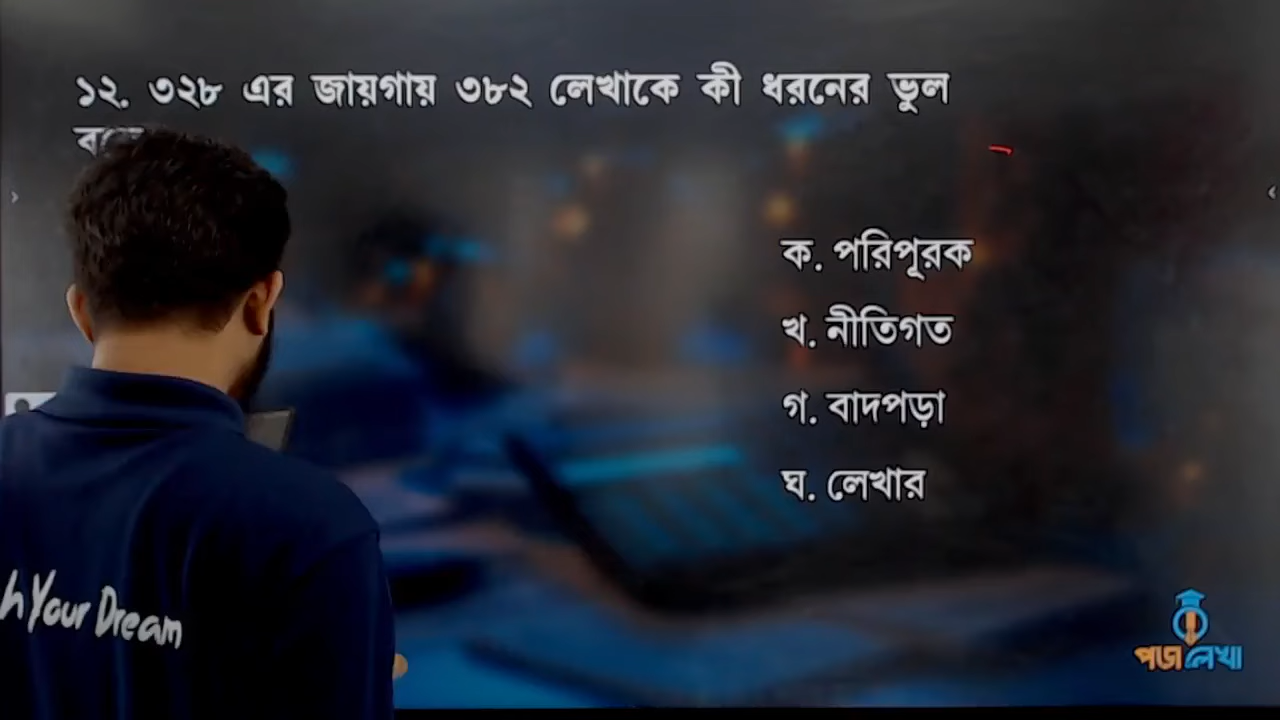 ১২. ৩২৮ এর জায়গায় ৩৮২ লেখাকে কী ধরনের ভুল
ক. পরিপূরক
খ. নীতিগত
গ. বাদপড়া
ঘ. লেখার
h Your Dream
পড়ালেখা